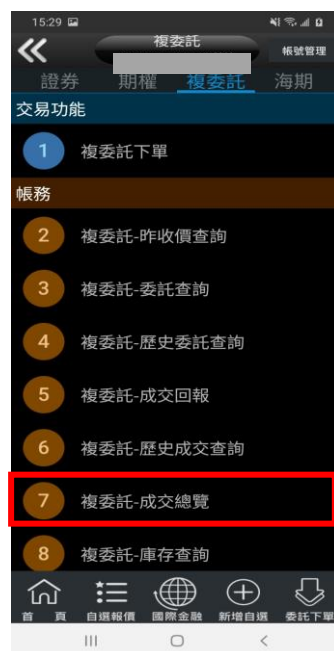 15:29
複委託
帳號管理
證券 期權 複委託 海期
交易功能
1 複委託下單
帳務
2 複委託-昨收價查詢
3 複委託-委託查詢
4 複委託-歷史委託查詢
5 複委託-成交回報
6 複委託-歷史成交查詢
7 複委託-成交總覽
8 複委託-庫存查詢
首 頁 自選報價 國際金融 新增自選 委託下單